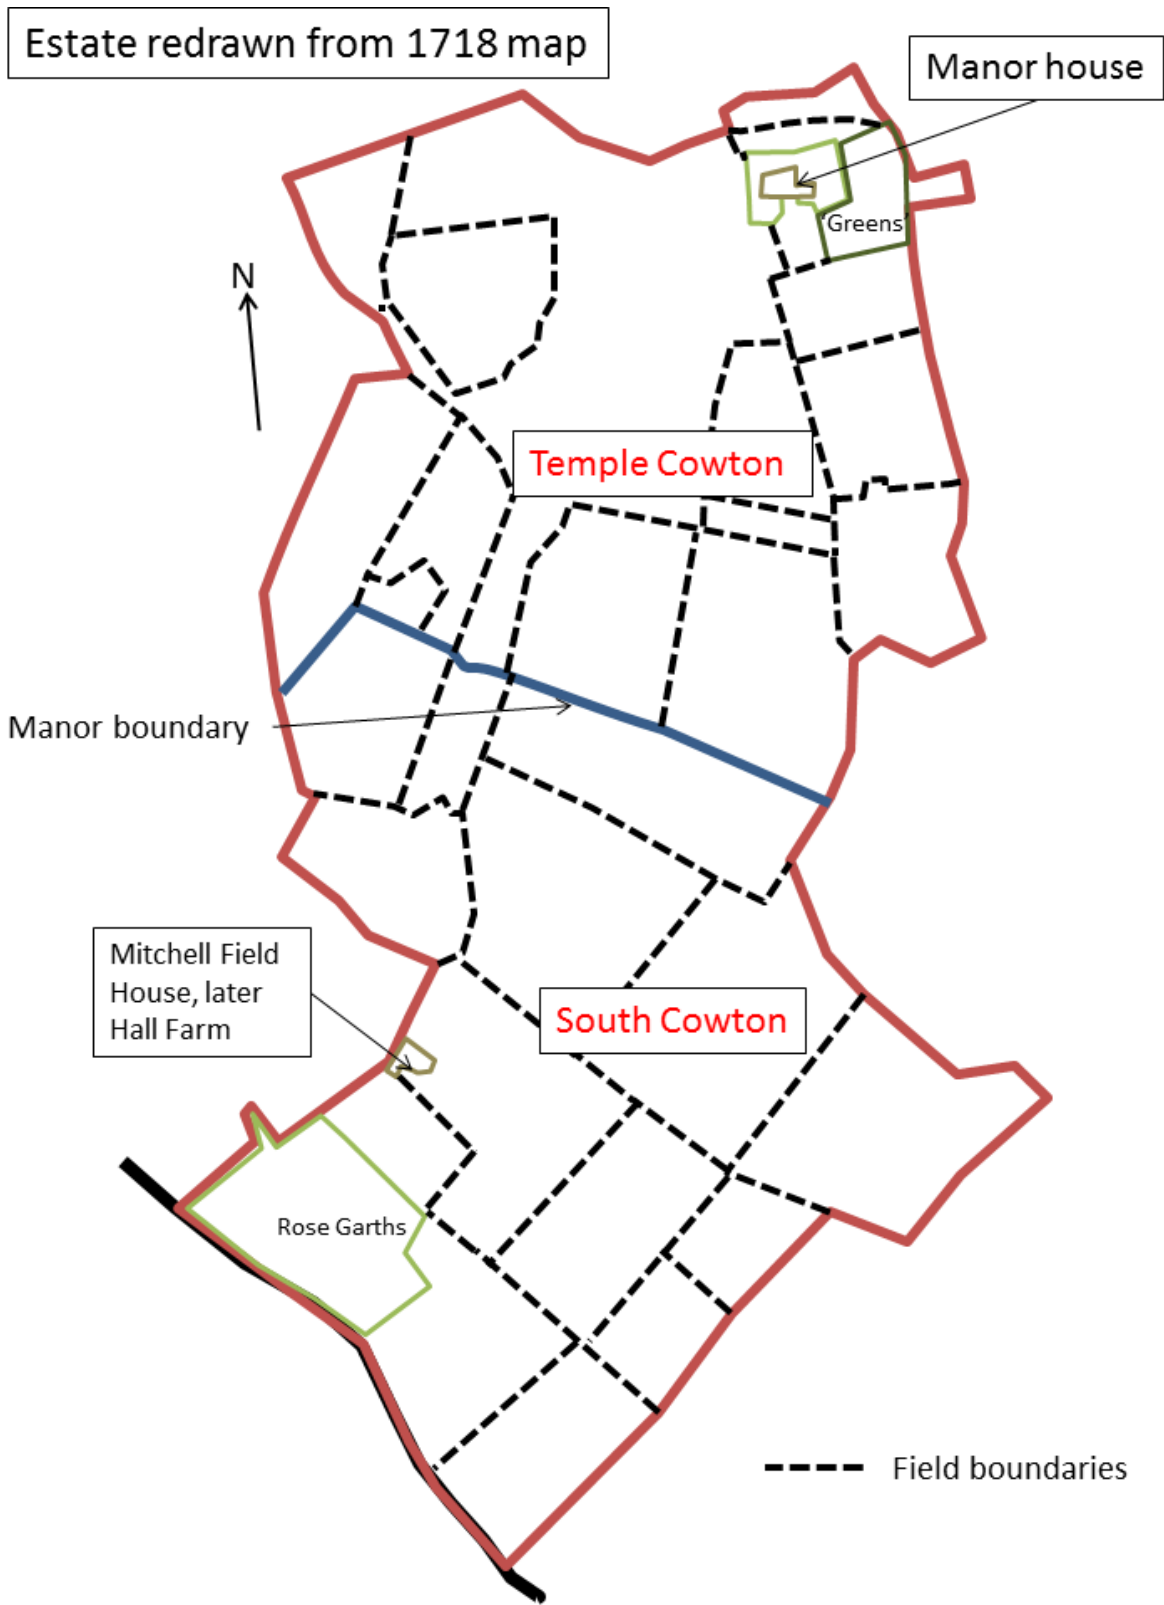 Estate redrawn from 1718 map
Manor house
'Greens'
N
Temple Cowton
Manor boundary
Mitchell Field
House, later
Hall Farm
South Cowton
Rose Garths
Field boundaries